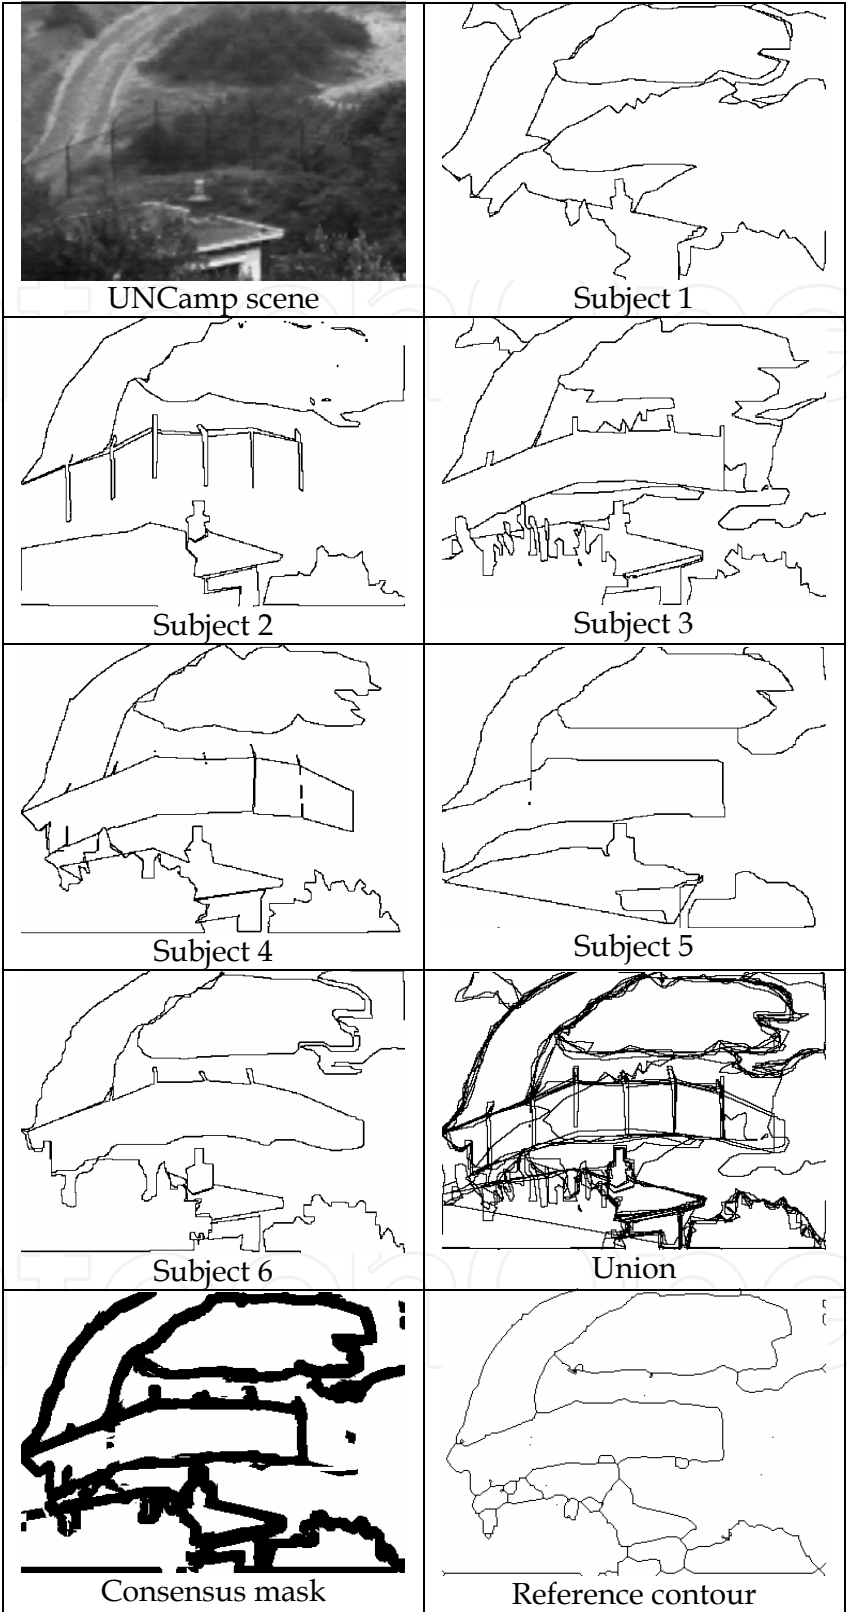 UNCamp scene
Subject 1
Subject 2
Subject 3
Subject 4
Subject 5
Subject 6
Union
Consensus mask
Reference contour